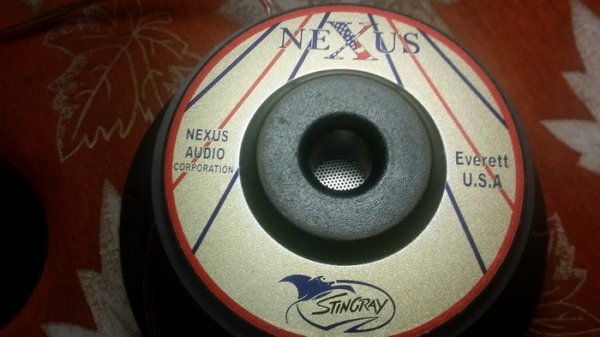 NEXUS
NEXUS
AUDIO
CORPORATION
Everett
U.S.A
STINGRAY